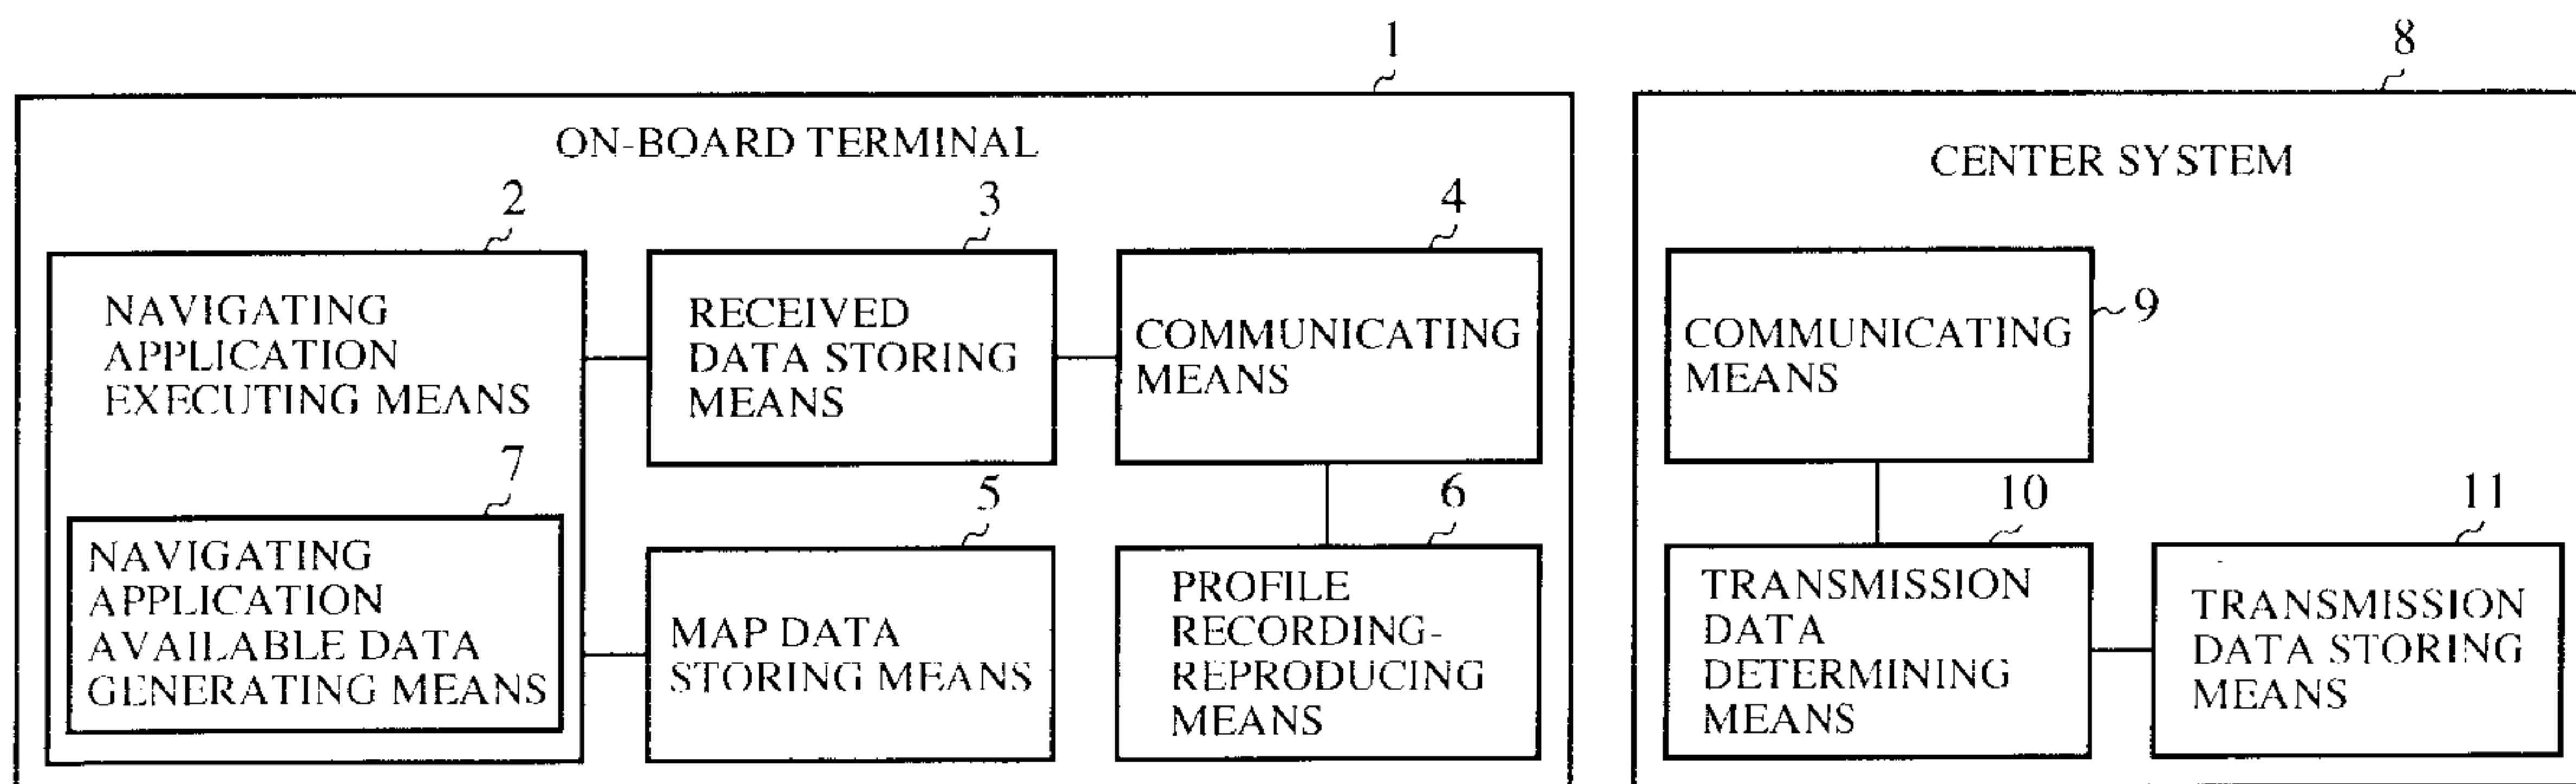 1
8
ON-BOARD TERMINAL
CENTER SYSTEM
2
3
4
NAVIGATING
APPLICATION
EXECUTING MEANS
RECEIVED
DATA STORING
MEANS
COMMUNICATING
MEANS
COMMUNICATING
MEANS
9
7
5
6
10
11
NAVIGATING
APPLICATION
AVAILABLE DATA
GENERATING MEANS
MAP DATA
STORING MEANS
PROFILE
RECORDING-
REPRODUCING
MEANS
TRANSMISSION
DATA
DETERMINING
MEANS
TRANSMISSION
DATA STORING
MEANS